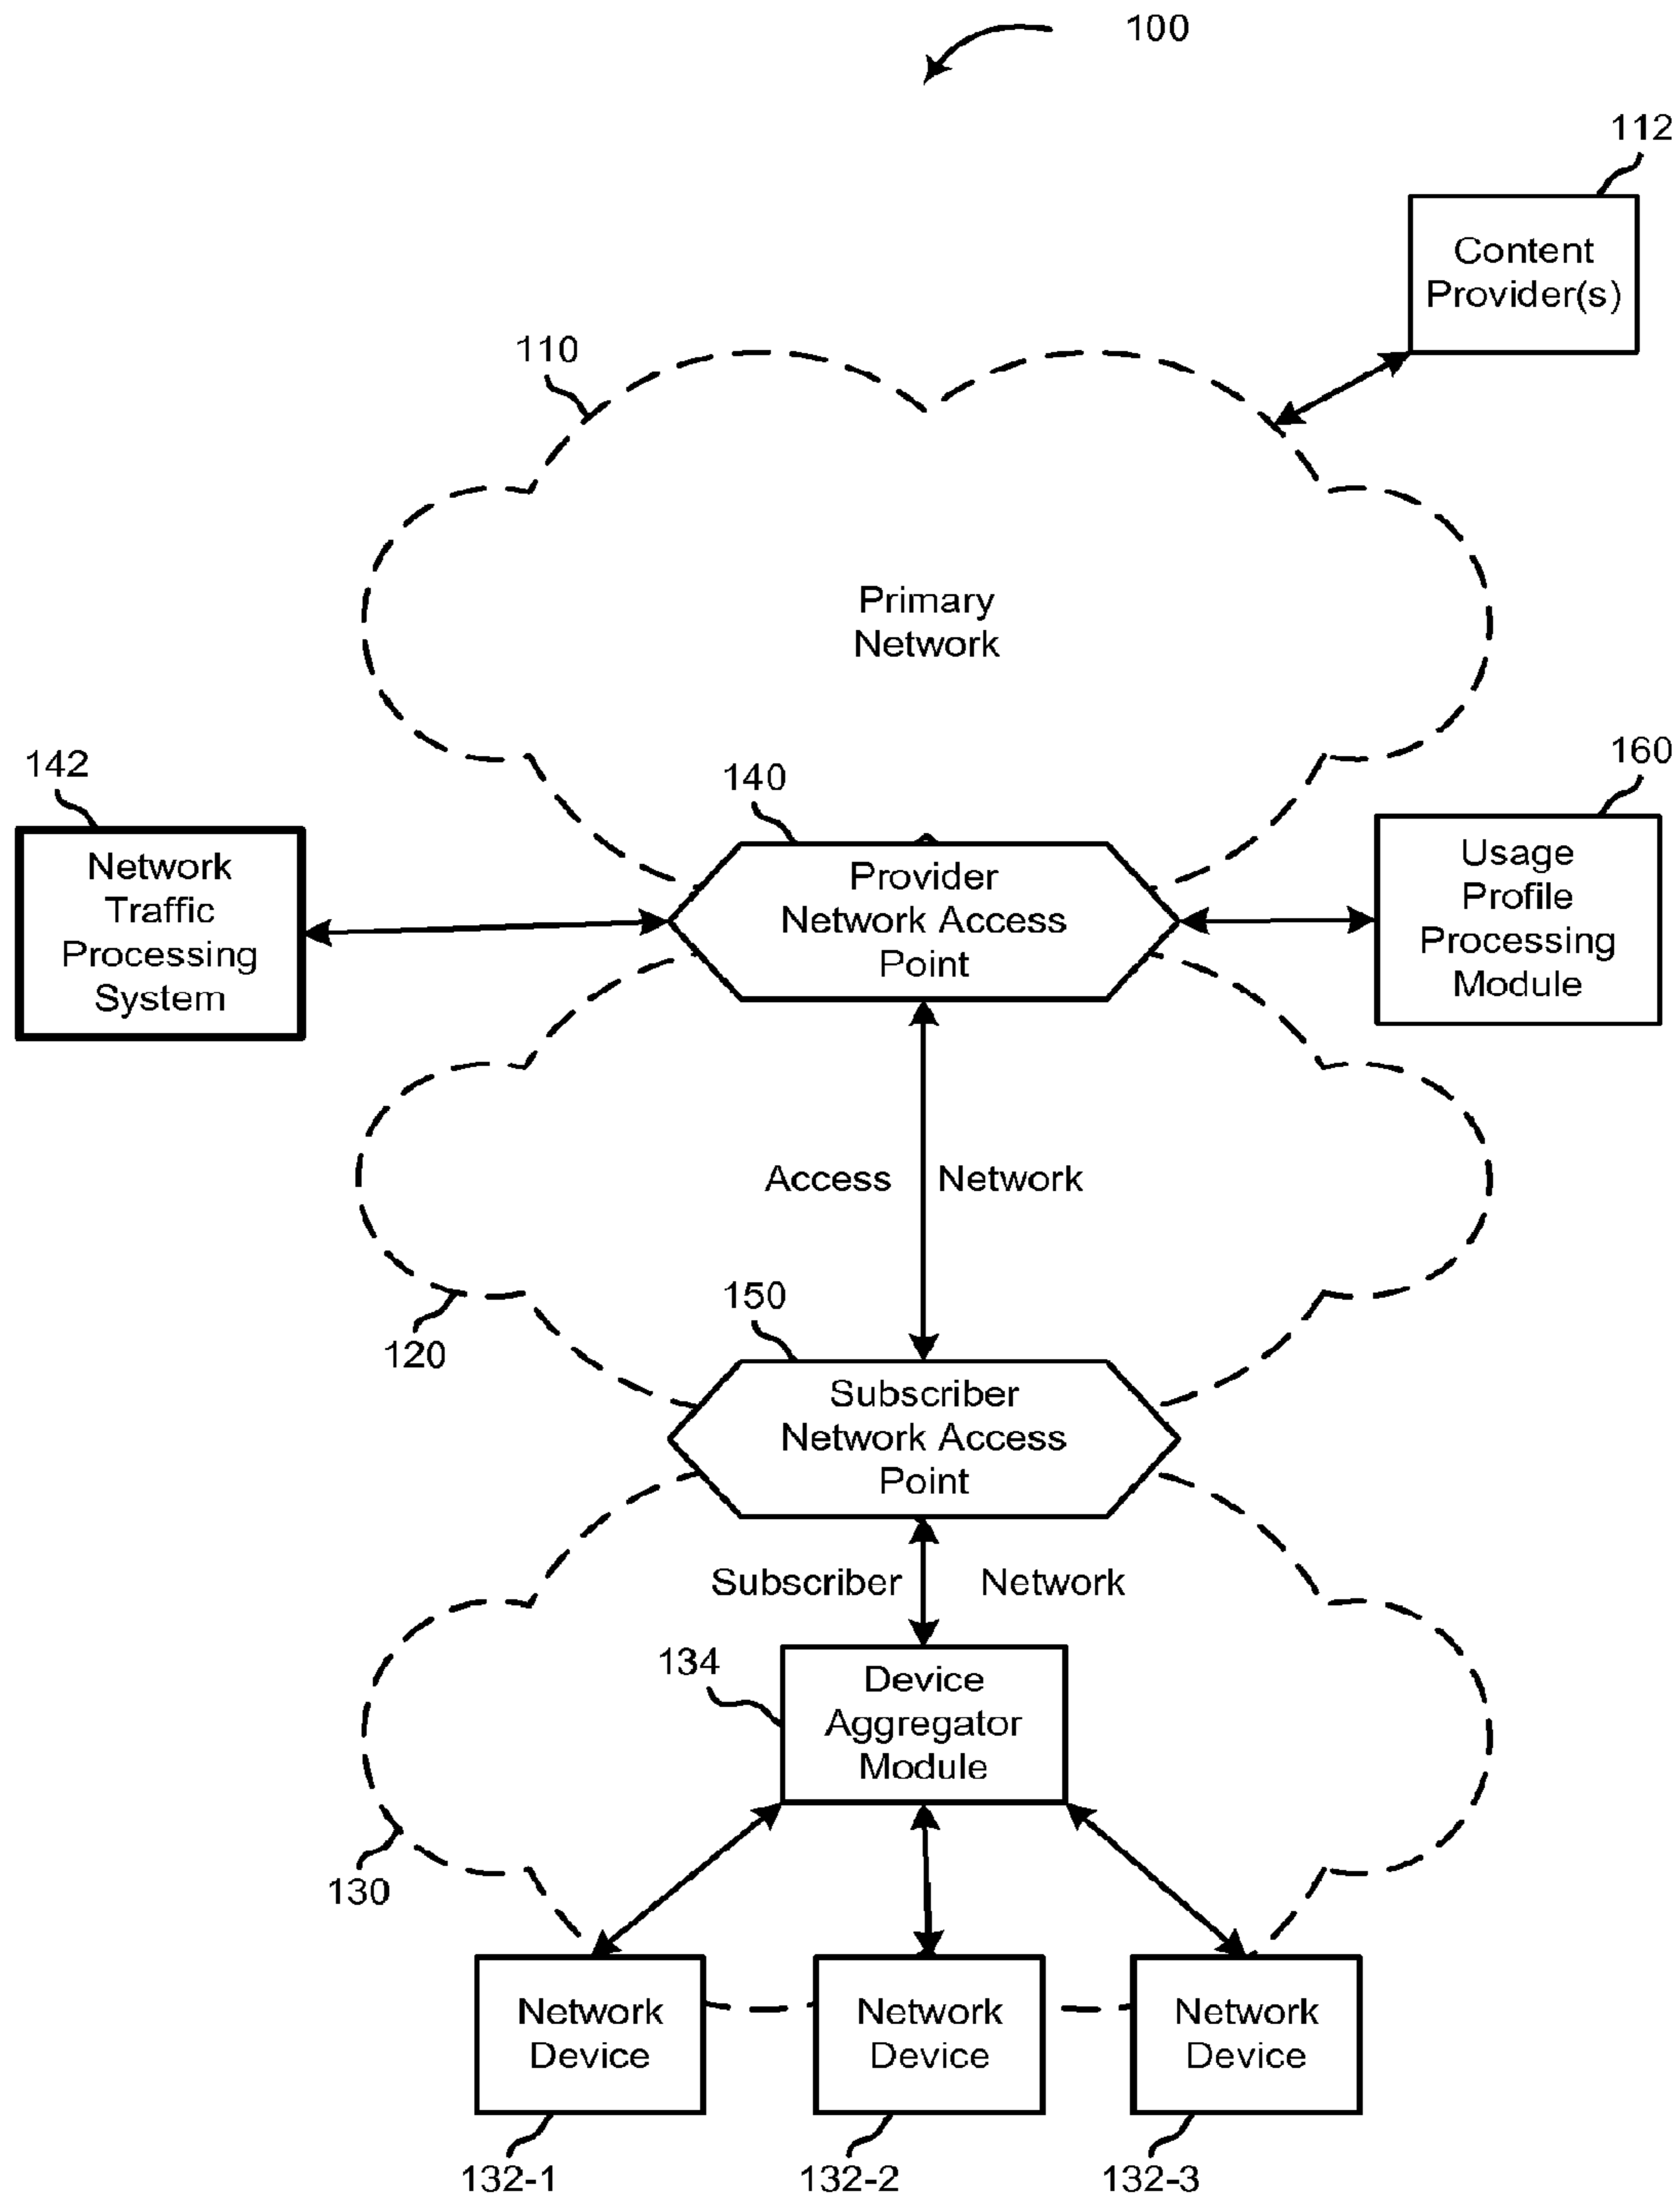 100
112
Content
Provider(s)
110
Primary
Network
142
Network
Traffic
Processing
System
140
Provider
Network Access
Point
160
Usage
Profile
Processing
Module
Access Network
120
150
Subscriber
Network Access
Point
Subscriber Network
134
Device
Aggregator
Module
130
Network
Device
Network
Device
Network
Device
132-1
132-2
132-3